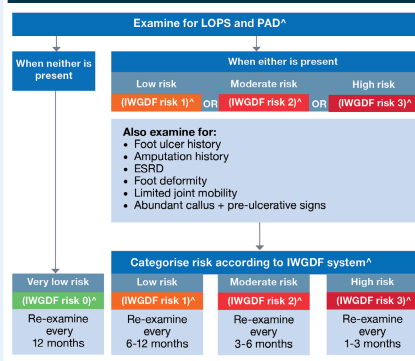 Examine for LOPS and PAD^
When neither is
present
When either is present
Low risk
(IWGDF risk 1)^
OR
Moderate risk
(IWGDF risk 2)^
OR
High risk
(IWGDF risk 3)^
Also examine for:
• Foot ulcer history
• Amputation history
• ESRD
• Foot deformity
• Limited joint mobility
• Abundant callus + pre-ulcerative signs
Categorise risk according to IWGDF system^
Very low risk
(IWGDF risk 0)^
Re-examine
every
12 months
Low risk
(IWGDF risk 1)^
Re-examine
every
6-12 months
Moderate risk
(IWGDF risk 2)^
Re-examine
every
3-6 months
High risk
(IWGDF risk 3)^
Re-examine
every
1-3 months